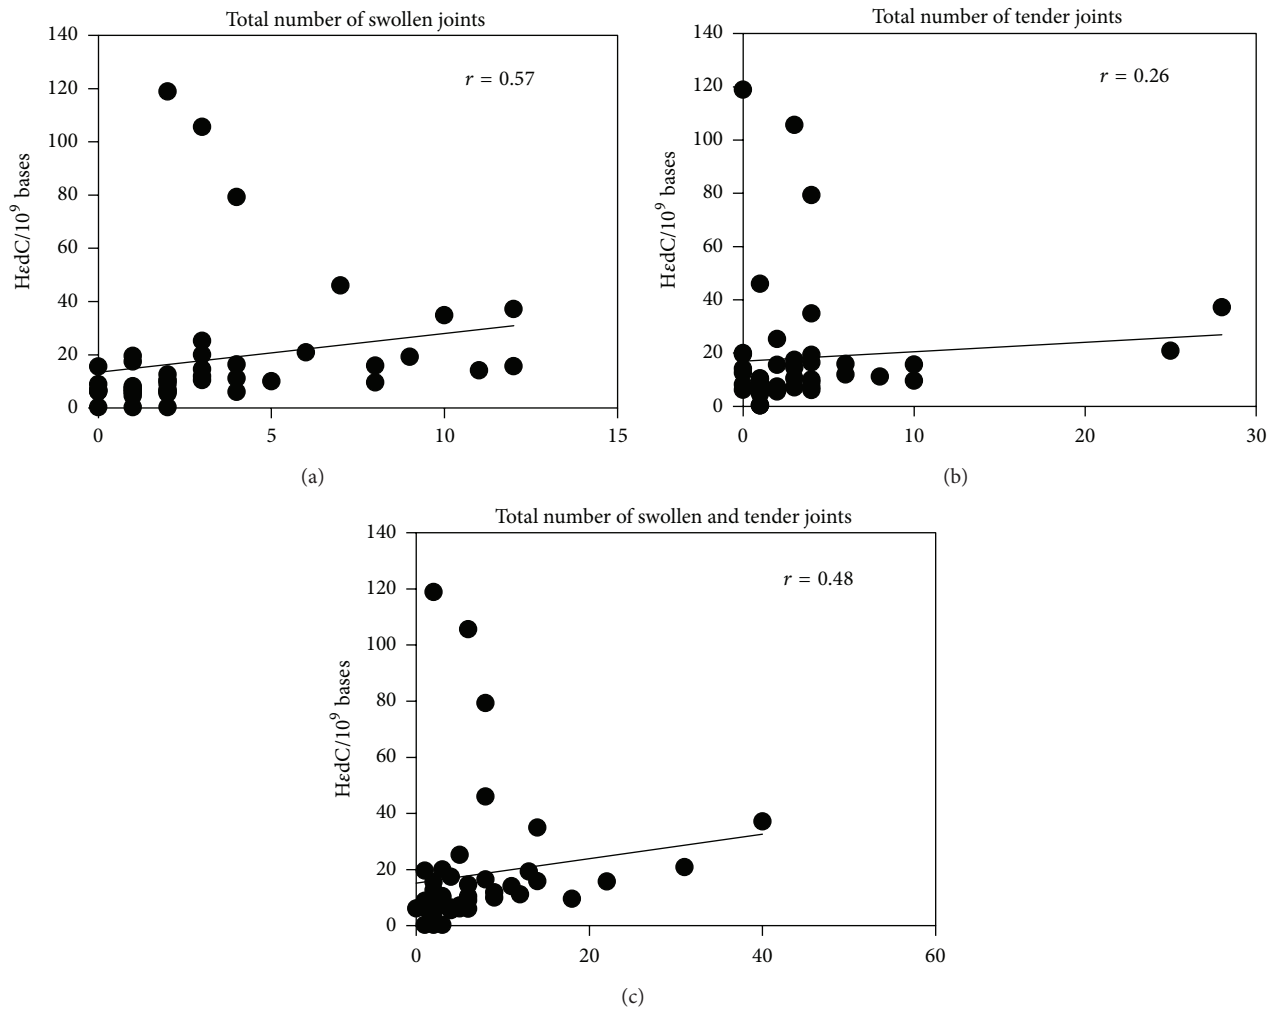 Total number of swollen joints
140
120
100
80
60
40
20
0
HεdC/10⁹ bases
r = 0.57
0 5 10 15
(a)
Total number of tender joints
140
120
100
80
60
40
20
0
HεdC/10⁹ bases
r = 0.26
0 10 20 30
(b)
Total number of swollen and tender joints
140
120
100
80
60
40
20
0
HεdC/10⁹ bases
r = 0.48
0 20 40 60
(c)